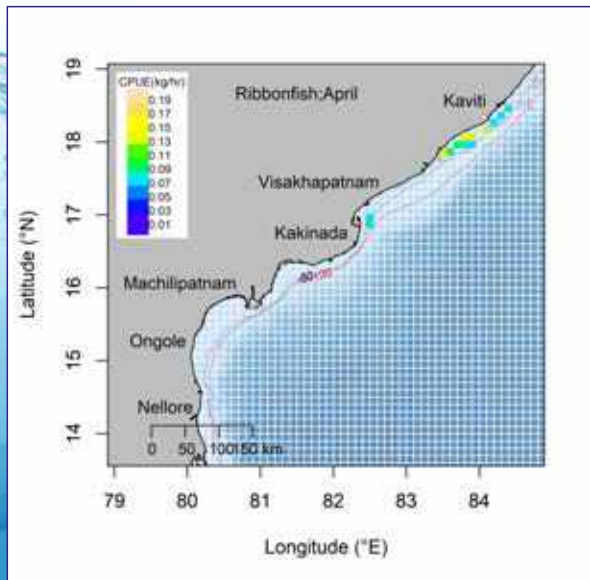 Ribbonfish;April
CPUE(kg/hr)
0.19
0.17
0.15
0.13
0.11
0.09
0.07
0.05
0.03
0.01
Kaviti
Visakhapatnam
Kakinada
Machilipatnam
Ongole
Nellore
0 50 100150 km
19
18
17
16
15
14
Latitude (°N)
79 80 81 82 83 84
Longitude (°E)